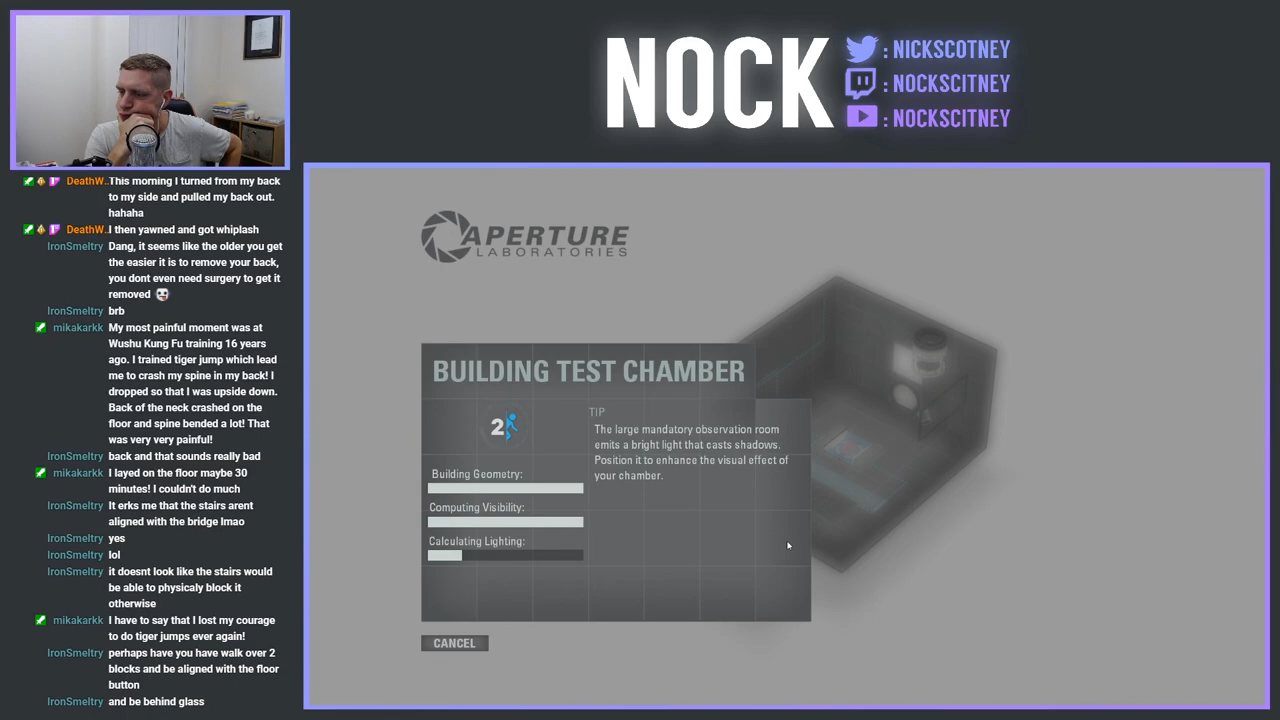 NOCK
: NICKSCOTNEY
: NOCKSCITNEY
: NOCKSCITNEY
DeathW.. This morning I turned from my back
to my side and pulled my back out.
hahaha
DeathW.. I then yawned and got whiplash
IronSmeltry Dang, it seems like the older you get
the easier it is to remove your back,
you dont even need surgery to get it
removed
IronSmeltry brb
mikakarkk My most painful moment was at
Wushu Kung Fu training 16 years
ago. I trained tiger jump which lead
me to crash my spine in my back! I
dropped so that I was upside down.
Back of the neck crashed on the
floor and spine bended a lot! That
was very very painful!
IronSmeltry back and that sounds really bad
mikakarkk I layed on the floor maybe 30
minutes! I couldn't do much
IronSmeltry It erks me that the stairs arent
aligned with the bridge lmao
IronSmeltry yes
IronSmeltry lol
IronSmeltry it doesnt look like the stairs would
be able to physicaly block it
otherwise
mikakarkk I have to say that I lost my courage
to do tiger jumps ever again!
IronSmeltry perhaps have you have walk over 2
blocks and be aligned with the floor
button
IronSmeltry and be behind glass
APERTURE
LABORATORIES
BUILDING TEST CHAMBER
2
Building Geometry:
Computing Visibility:
Calculating Lighting:
TIP
The large mandatory observation room
emits a bright light that casts shadows.
Position it to enhance the visual effect of
your chamber.
CANCEL